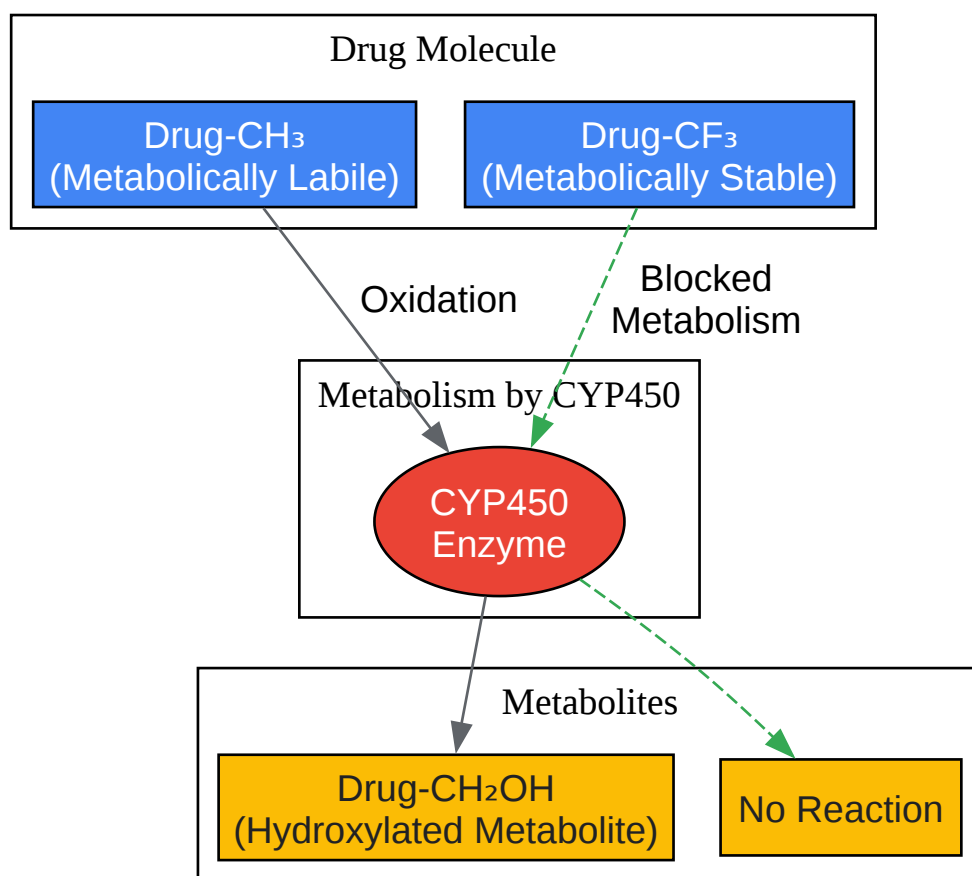 Drug Molecule
Drug-CH₃
(Metabolically Labile)
Drug-CF₃
(Metabolically Stable)
Oxidation
Blocked
Metabolism
Metabolism by CYP450
CYP450
Enzyme
Metabolites
Drug-CH₂OH
(Hydroxylated Metabolite)
No Reaction